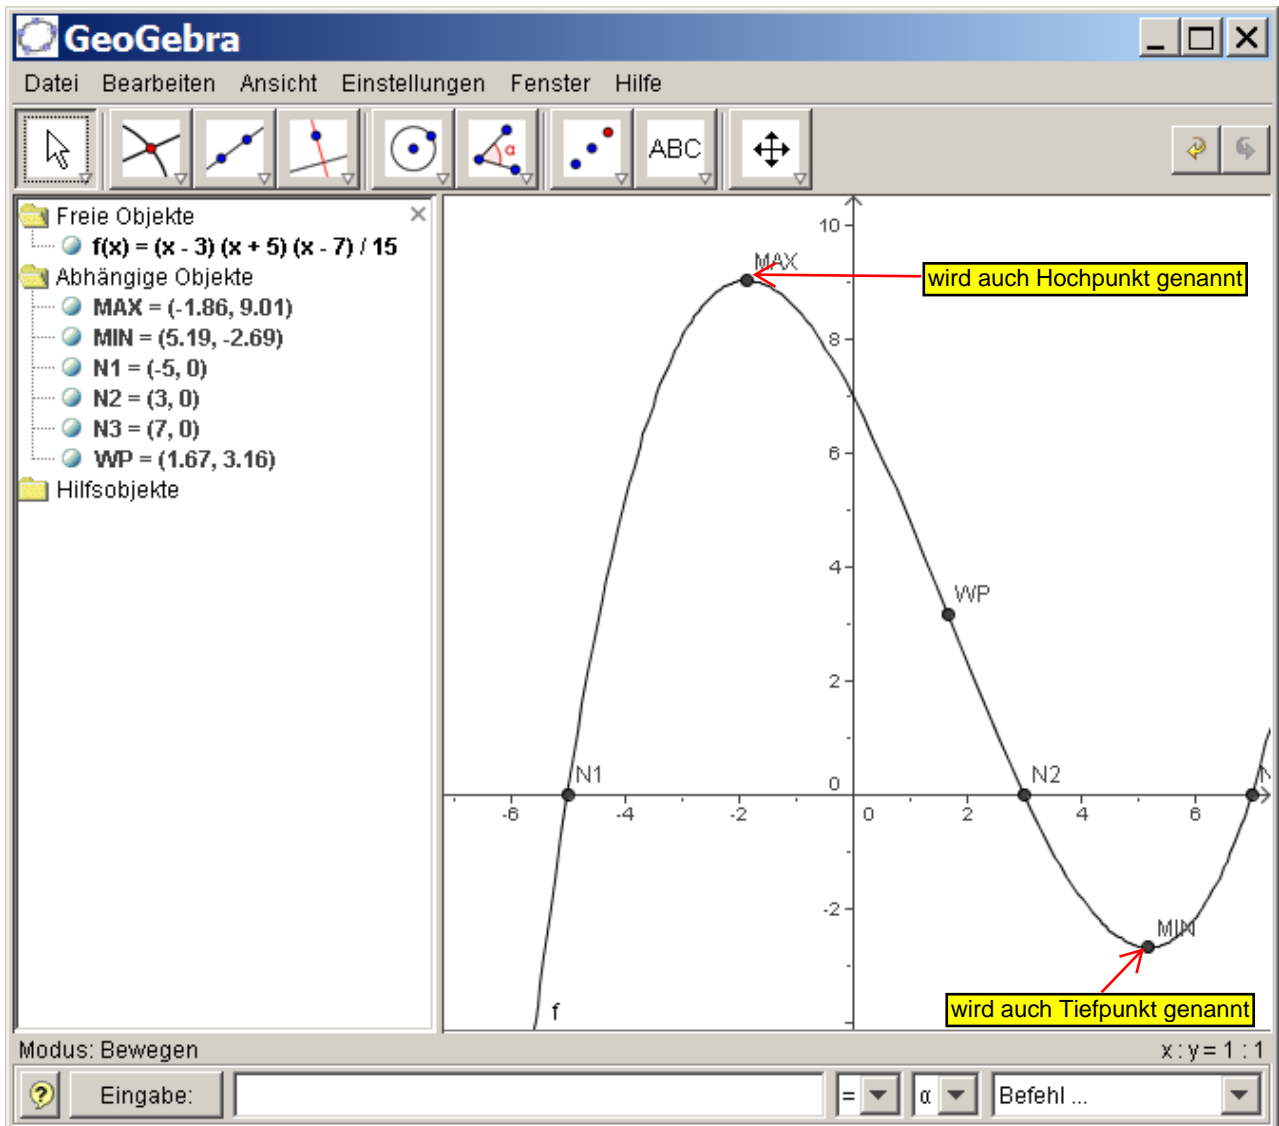 GeoGebra
Datei Bearbeiten Ansicht Einstellungen Fenster Hilfe
α ABC
Freie Objekte
f(x) = (x - 3) (x + 5) (x - 7) / 15
Abhängige Objekte
MAX = (-1.86, 9.01)
MIN = (5.19, -2.69)
N1 = (-5, 0)
N2 = (3, 0)
N3 = (7, 0)
WP = (1.67, 3.16)
Hilfsobjekte
10
MAX
wird auch Hochpunkt genannt
8
6
4
WP
2
N1
0
N2
N
-6 -4 -2 0 2 4 6
-2
MIN
wird auch Tiefpunkt genannt
f
Modus: Bewegen
x : y = 1 : 1
? Eingabe: = α Befehl ...